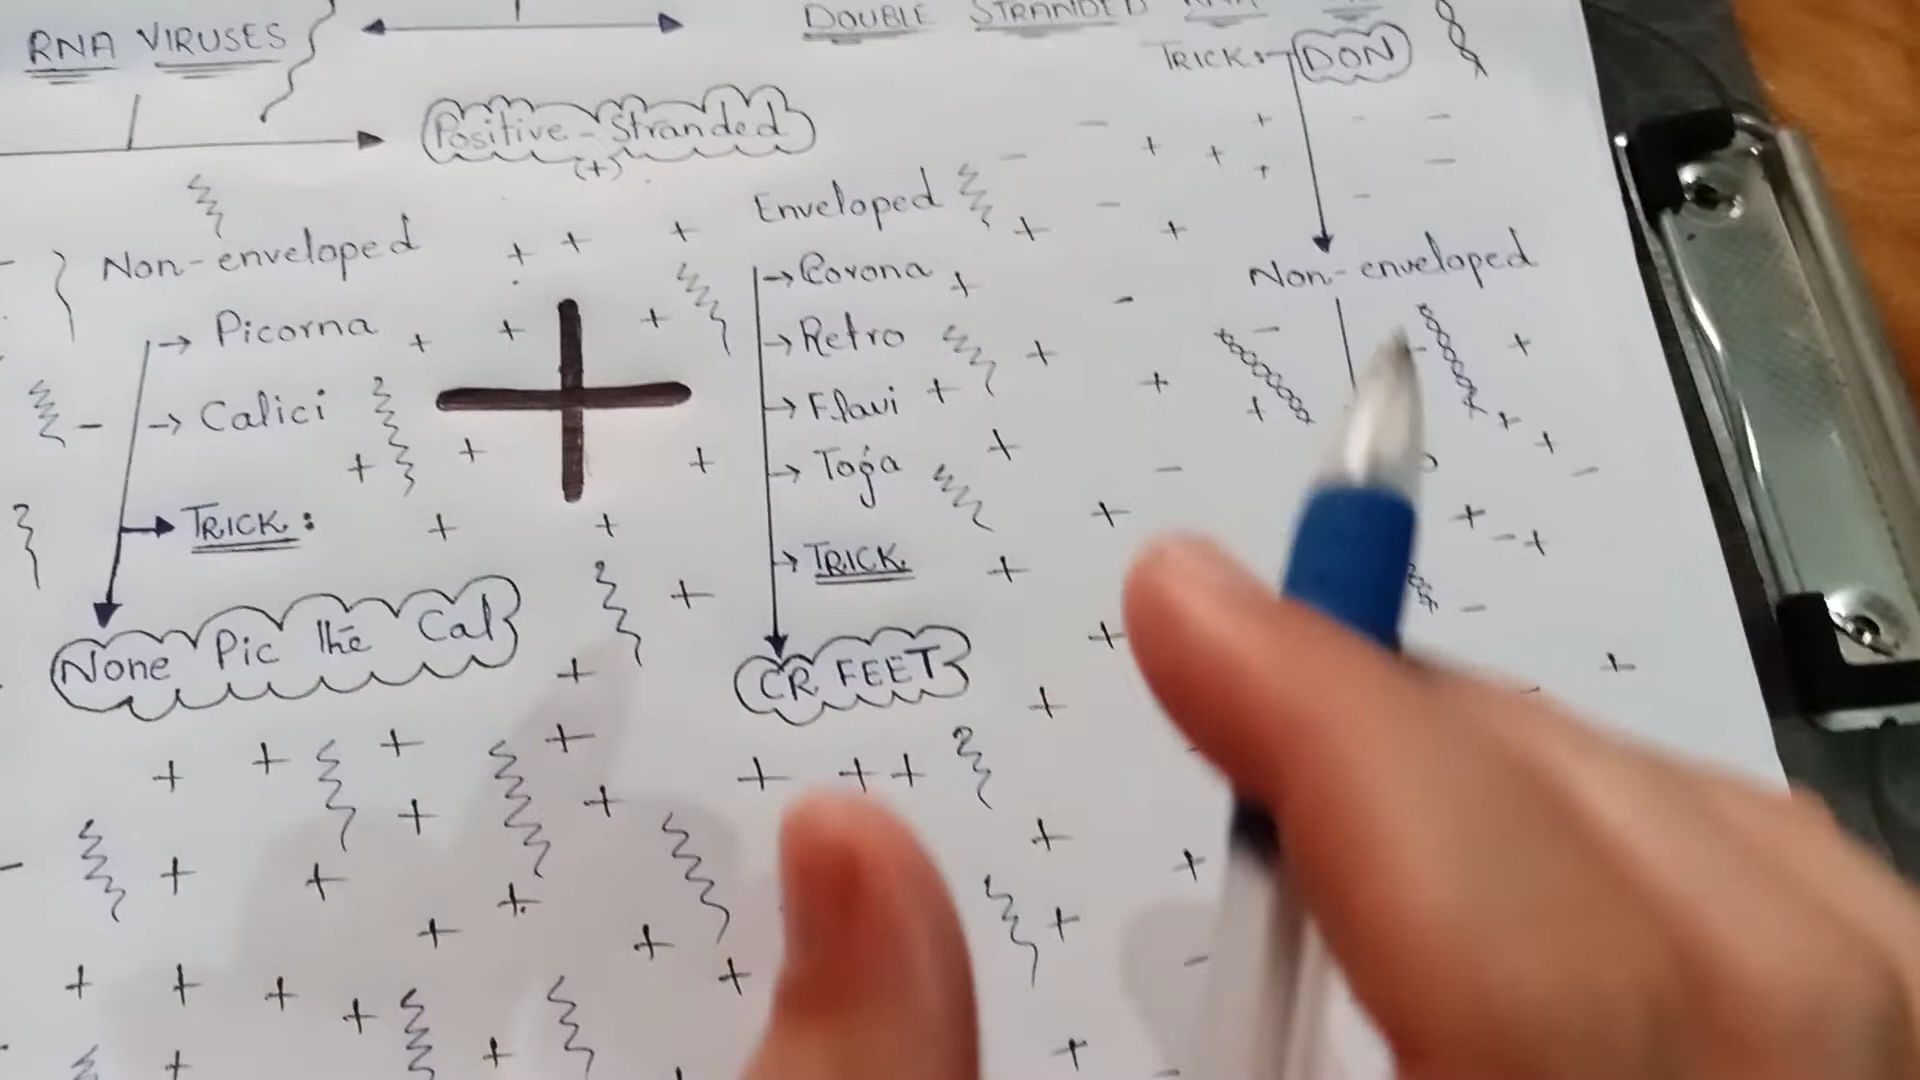 RNA VIRUSES
DOUBLE STRANDED RNA
TRICK:- DON
Positive-Stranded
(+)
Non-enveloped
→ Picorna
→ Calici
→ TRICK:
None Pic the Cal
Enveloped
→ Corona
→ Retro
→ Flavi
→ Toga
→ TRICK.
CR FEET
Non-enveloped